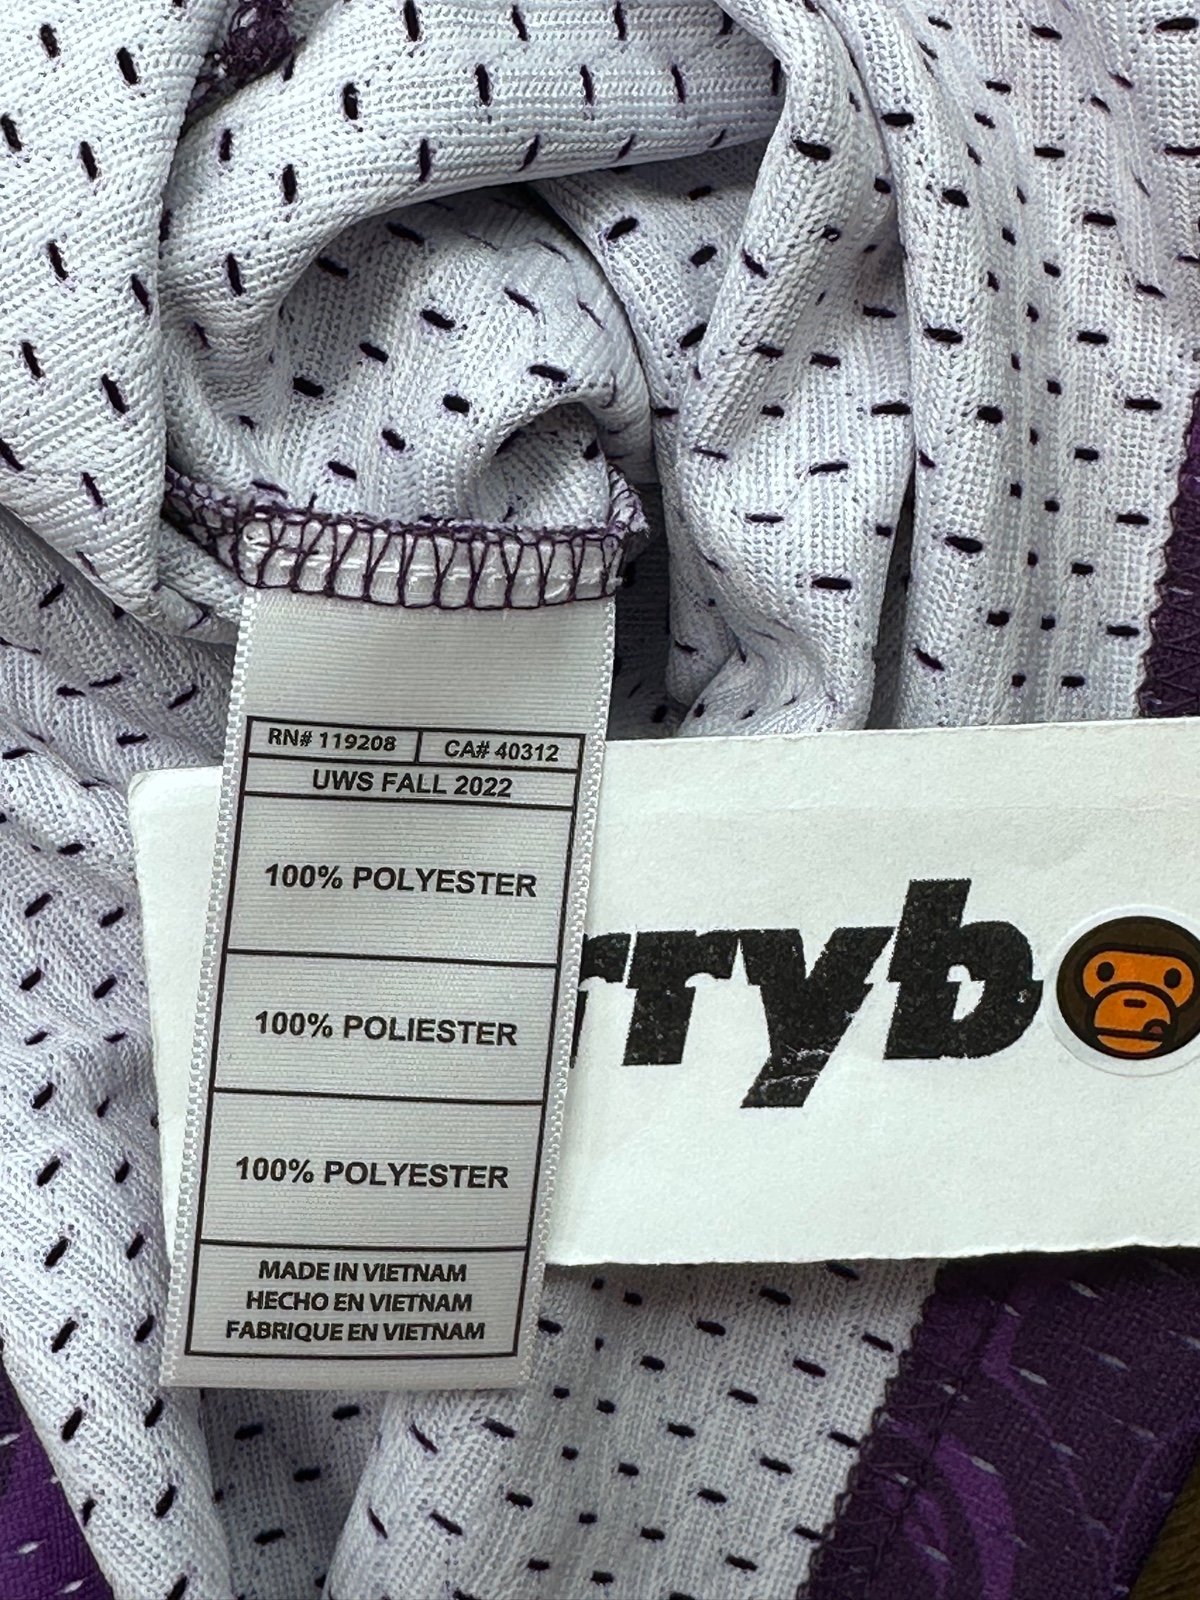 RN# 119208 CA# 40312
UWS FALL 2022
100% POLYESTER
rryb
100% POLIESTER
100% POLYESTER
MADE IN VIETNAM
HECHO EN VIETNAM
FABRIQUE EN VIETNAM